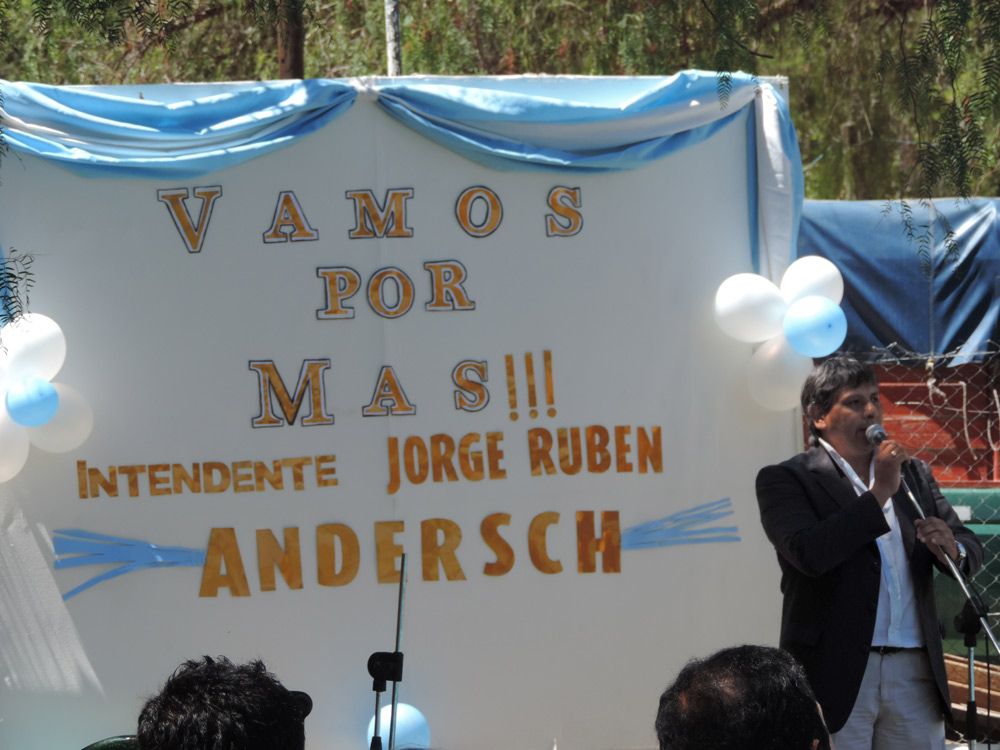 VAMOS
POR
MAS!!!
INTENDENTE JORGE RUBEN
ANDERSCH